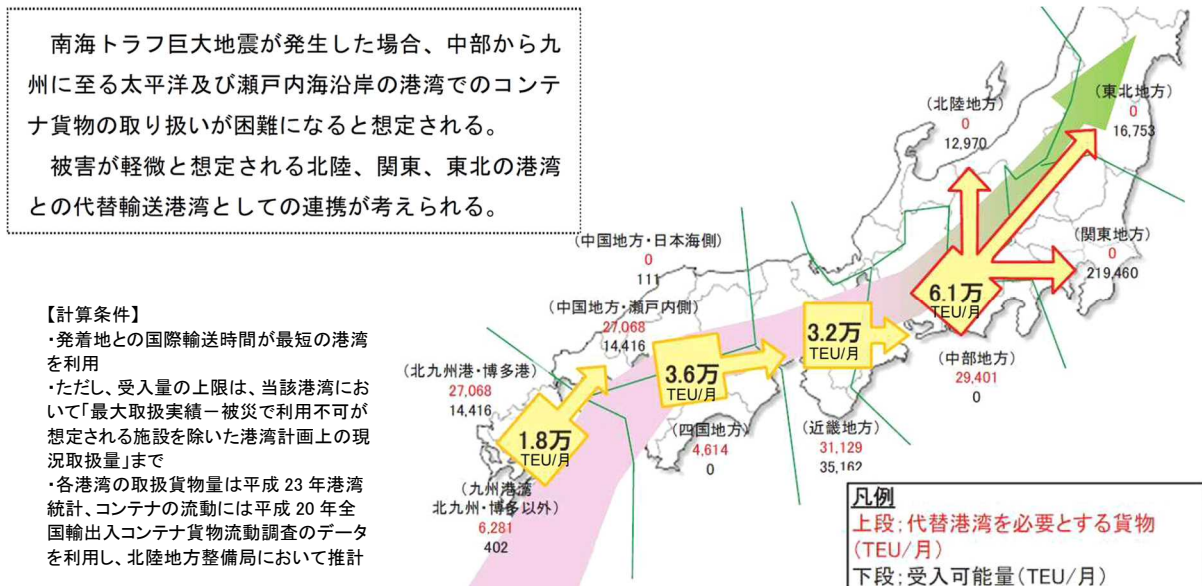 南海トラフ巨大地震が発生した場合、中部から九
州に至る太平洋及び瀬戸内海沿岸の港湾でのコンテ
ナ貨物の取り扱いが困難になると想定される。
被害が軽微と想定される北陸、関東、東北の港湾
との代替輸送港湾としての連携が考えられる。
(北陸地方)
0
12,970
(東北地方)
0
16,753
(関東地方)
0
219,460
(中国地方・日本海側)
0
111
(中国地方・瀬戸内側)
27,068
14,416
(北九州港・博多港)
27,068
14,416
1.8万
TEU/月
3.6万
TEU/月
3.2万
TEU/月
6.1万
TEU/月
(中部地方)
29,401
0
(四国地方)
4,614
0
(近畿地方)
31,129
35,162
(九州港湾
北九州・博多以外)
6,281
402
【計算条件】
・発着地との国際輸送時間が最短の港湾
を利用
・ただし、受入量の上限は、当該港湾にお
いて「最大取扱実績－被災で利用不可が
想定される施設を除いた港湾計画上の現
況取扱量」まで
・各港湾の取扱貨物量は平成 23 年港湾
統計、コンテナの流動には平成 20 年全
国輸出入コンテナ貨物流動調査のデータ
を利用し、北陸地方整備局において推計
凡例
上段;代替港湾を必要とする貨物
(TEU/月)
下段;受入可能量(TEU/月)